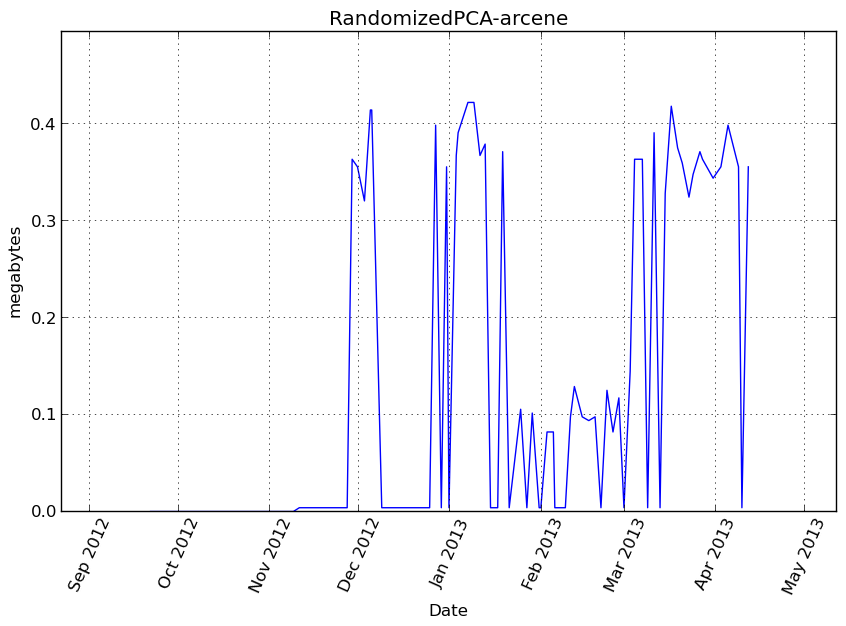 RandomizedPCA-arcene
megabytes
0.4
0.3
0.2
0.1
0.0
Sep 2012
Oct 2012
Nov 2012
Dec 2012
Jan 2013
Feb 2013
Mar 2013
Apr 2013
May 2013
Date